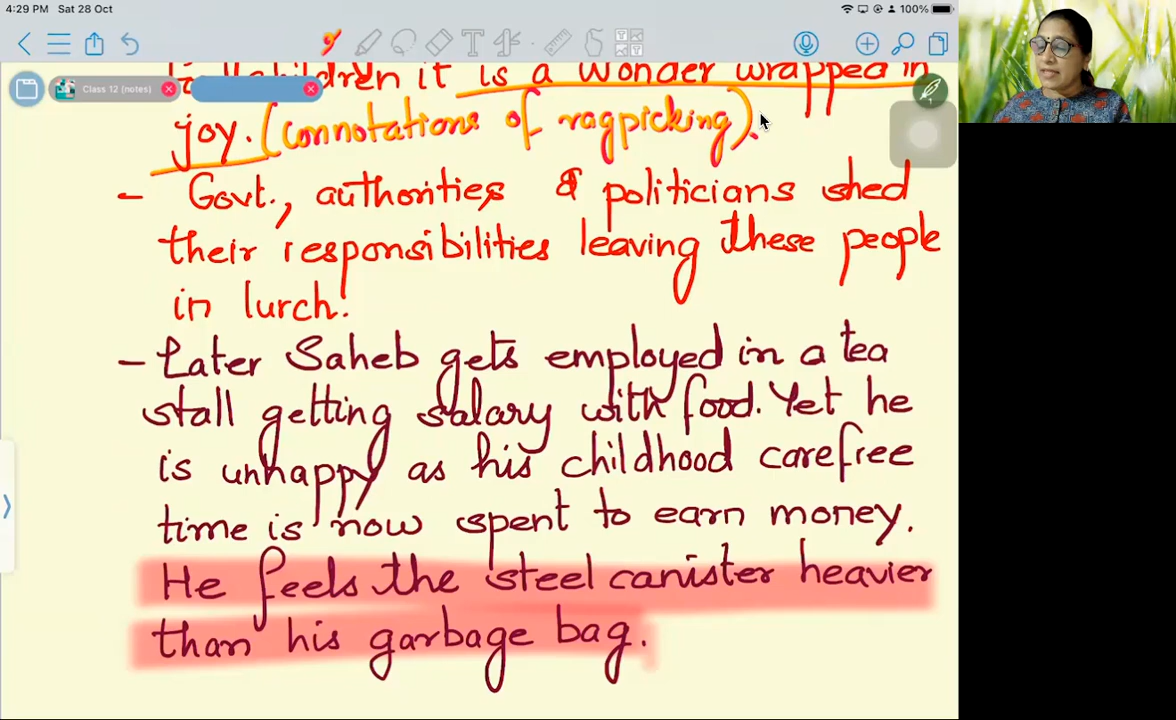 4:29 PM Sat 28 Oct
100%
Class 12 (notes)
children it is a wonder wrapped in
joy. (connotations of ragpicking).
- Govt., authorities & politicians shed
their responsibilities leaving these people
in lurch.
- Later Saheb gets employed in a tea
stall getting salary with food. Yet he
is unhappy as his childhood carefree
time is now spent to earn money.
He feels the steel canister heavier
than his garbage bag.